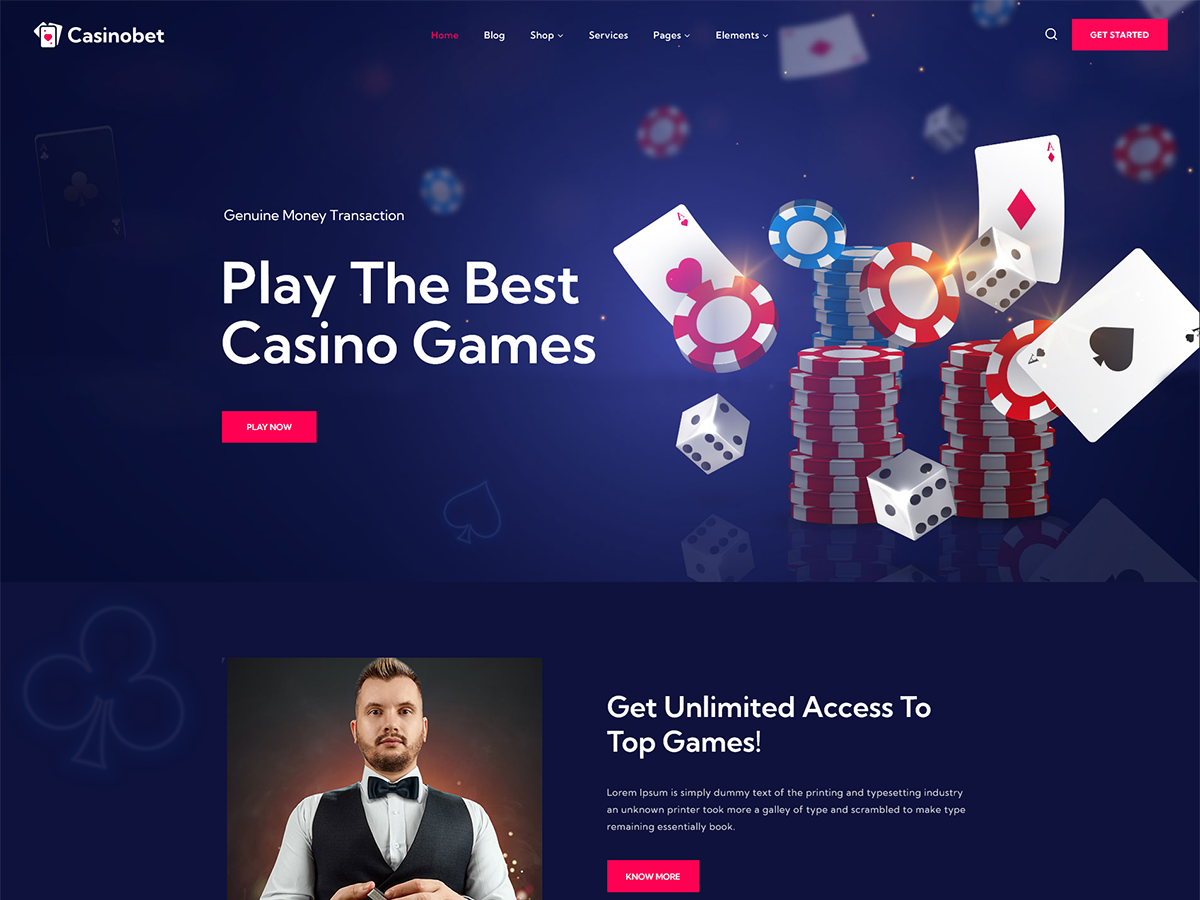 Casinobet
Home
Blog
Shop
Services
Pages
Elements
GET STARTED
Genuine Money Transaction
Play The Best
Casino Games
PLAY NOW
A
A
A
A
Get Unlimited Access To
Top Games!
Lorem Ipsum is simply dummy text of the printing and typesetting industry
an unknown printer took more a galley of type and scrambled to make type
remaining essentially book.
KNOW MORE